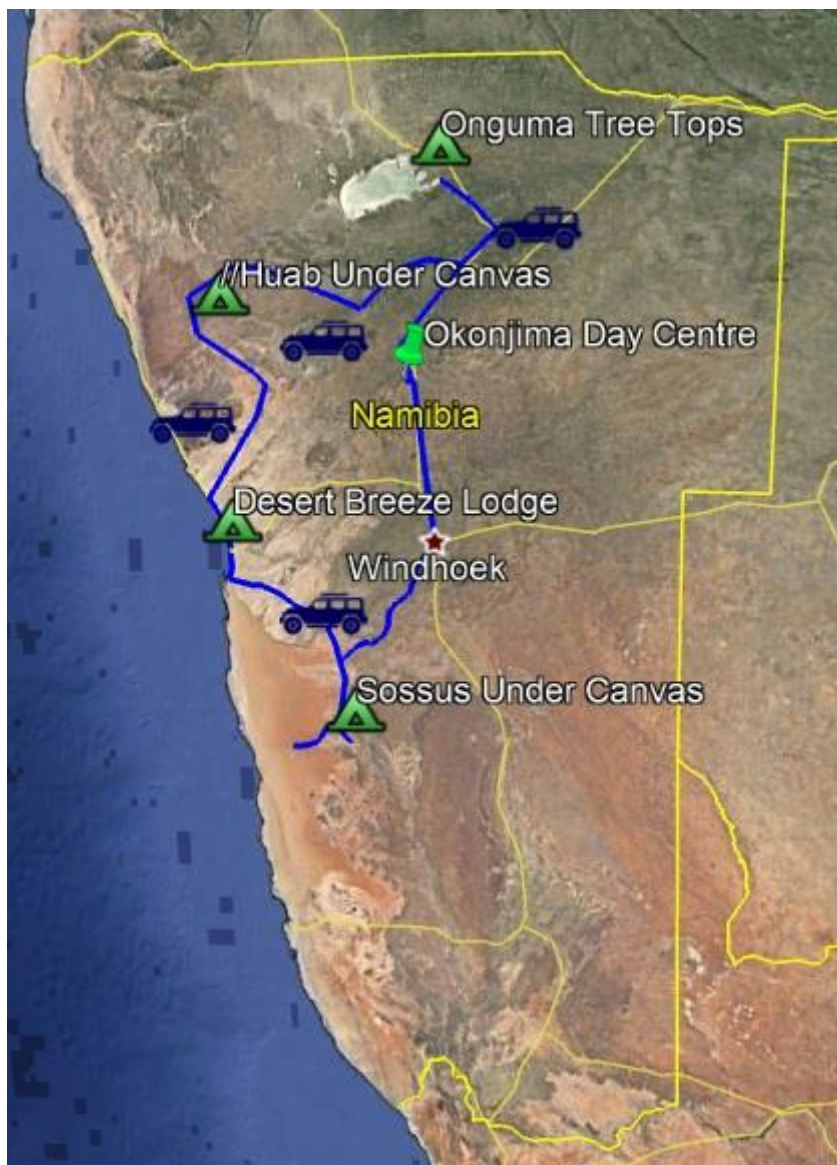 Onguma Tree Tops
//Huab Under Canvas
Okonjima Day Centre
Namibia
Desert Breeze Lodge
Windhoek
Sossus Under Canvas